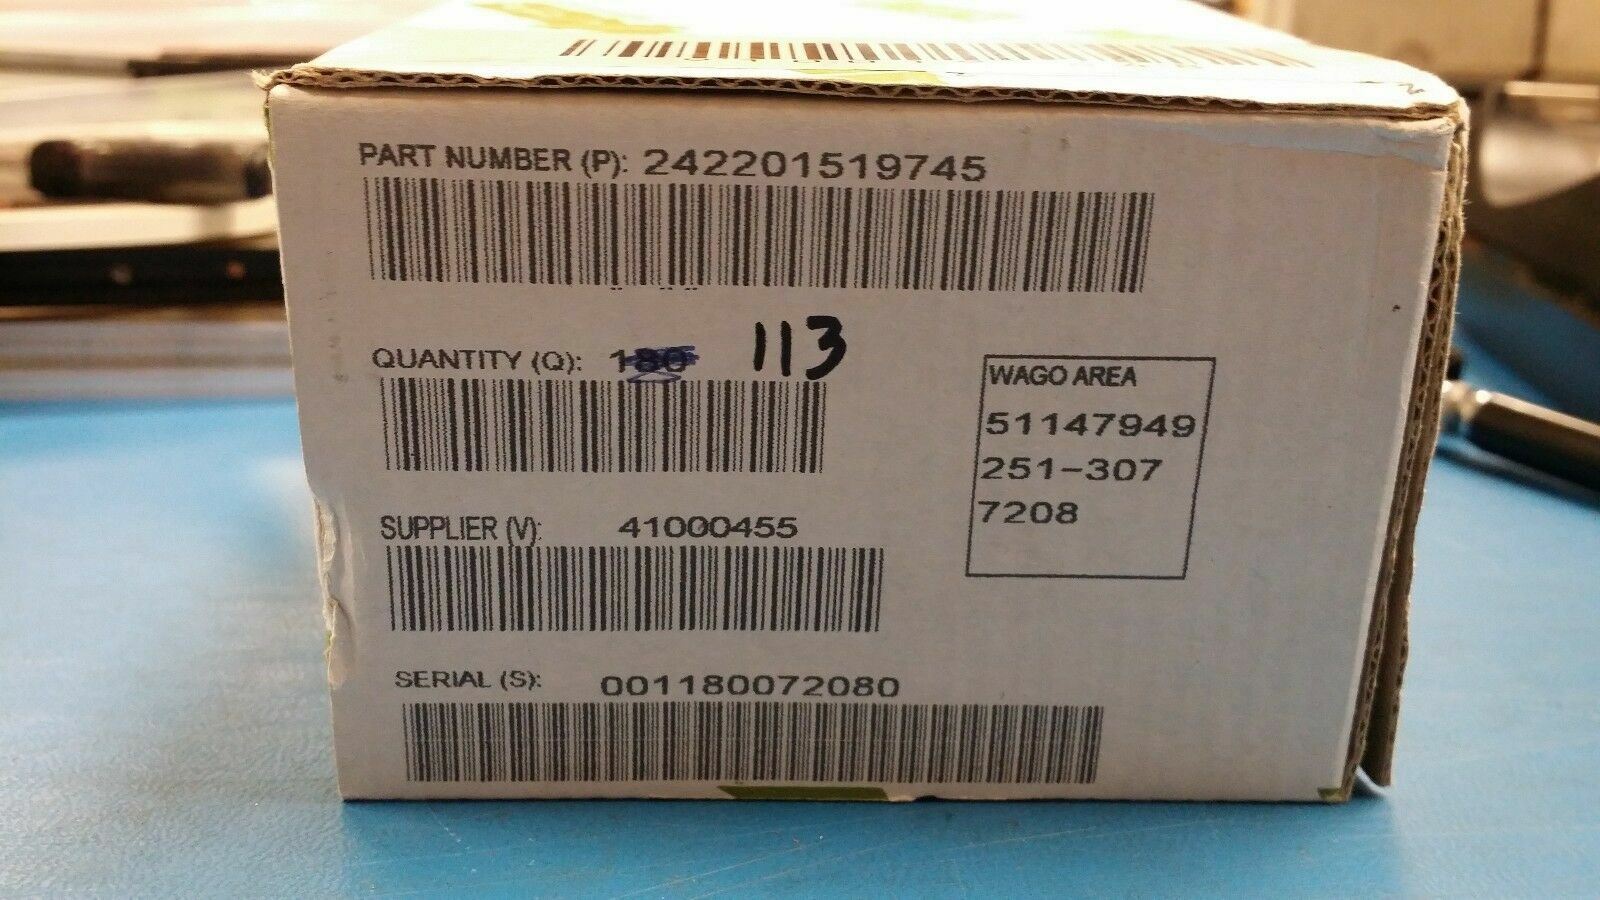 PART NUMBER (P): 242201519745
QUANTITY (Q): 180 113
WAGO AREA
51147949
251-307
7208
SUPPLIER (V): 41000455
SERIAL (S): 001180072080